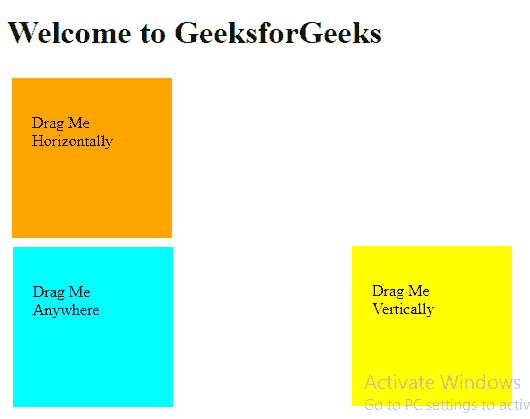 Welcome to GeeksforGeeks
Drag Me
Horizontally
Drag Me
Anywhere
Drag Me
Vertically
Activate Windows
Go to PC settings to activ